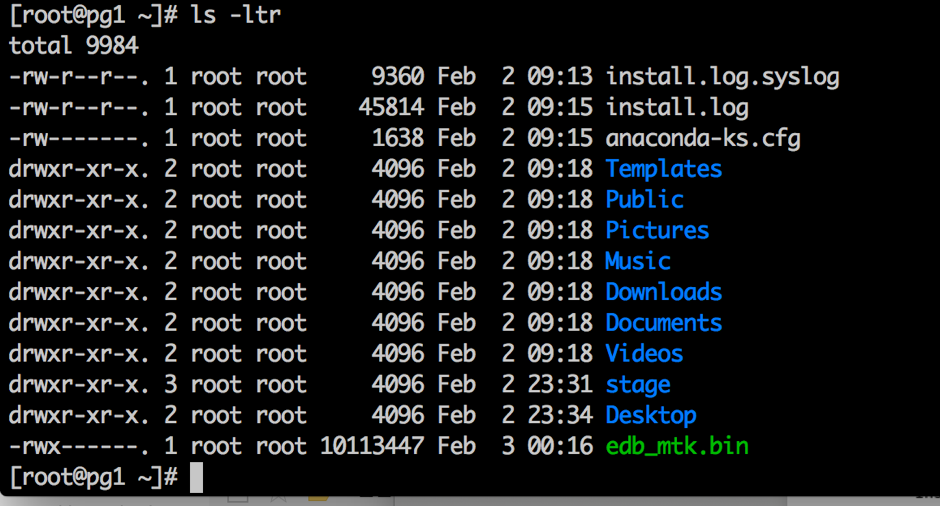 [root@pg1 ~]# ls -ltr
total 9984
-rw-r--r--. 1 root root     9360 Feb  2 09:13 install.log.syslog
-rw-r--r--. 1 root root    45814 Feb  2 09:15 install.log
-rw-------. 1 root root     1638 Feb  2 09:15 anaconda-ks.cfg
drwxr-xr-x. 2 root root     4096 Feb  2 09:18 Templates
drwxr-xr-x. 2 root root     4096 Feb  2 09:18 Public
drwxr-xr-x. 2 root root     4096 Feb  2 09:18 Pictures
drwxr-xr-x. 2 root root     4096 Feb  2 09:18 Music
drwxr-xr-x. 2 root root     4096 Feb  2 09:18 Downloads
drwxr-xr-x. 2 root root     4096 Feb  2 09:18 Documents
drwxr-xr-x. 2 root root     4096 Feb  2 09:18 Videos
drwxr-xr-x. 3 root root     4096 Feb  2 23:31 stage
drwxr-xr-x. 2 root root     4096 Feb  2 23:34 Desktop
-rwx------. 1 root root 10113447 Feb  3 00:16 edb_mtk.bin
[root@pg1 ~]#